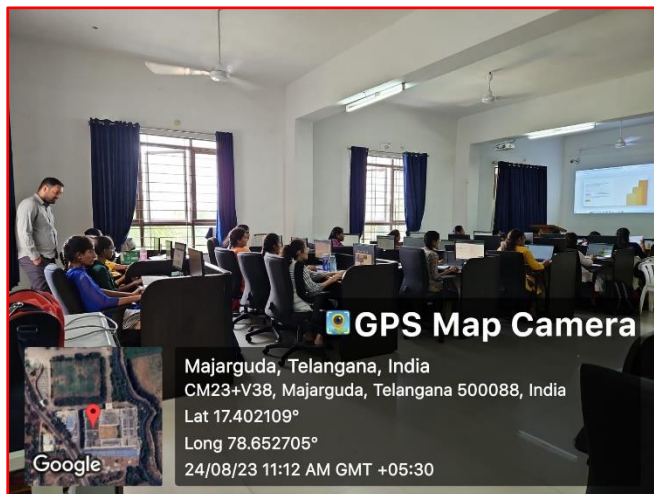 GPS Map Camera
Majarguda, Telangana, India
CM23+V38, Majarguda, Telangana 500088, India
Lat 17.402109°
Long 78.652705°
24/08/23 11:12 AM GMT +05:30
Google